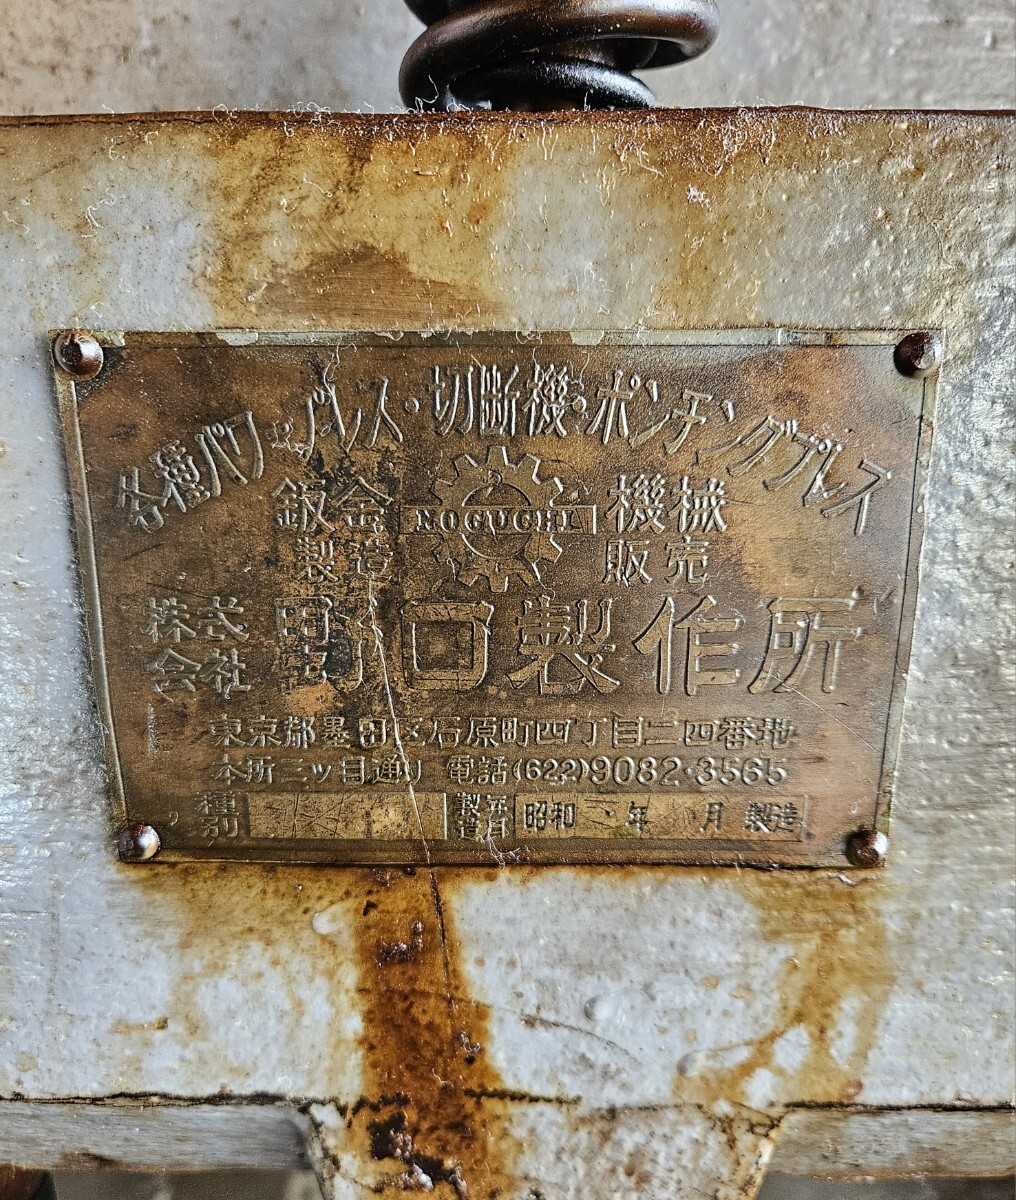 各種パワープレス・切断機・ポンチングプレイス
鈑金 NOGUCHI 機械
製造 販売
株式会社 野口製作所
東京都墨田区石原町四丁目二四番地
本所三ッ目通り 電話(622)9082・3565
種別 製造年月 昭和 年 月 製造